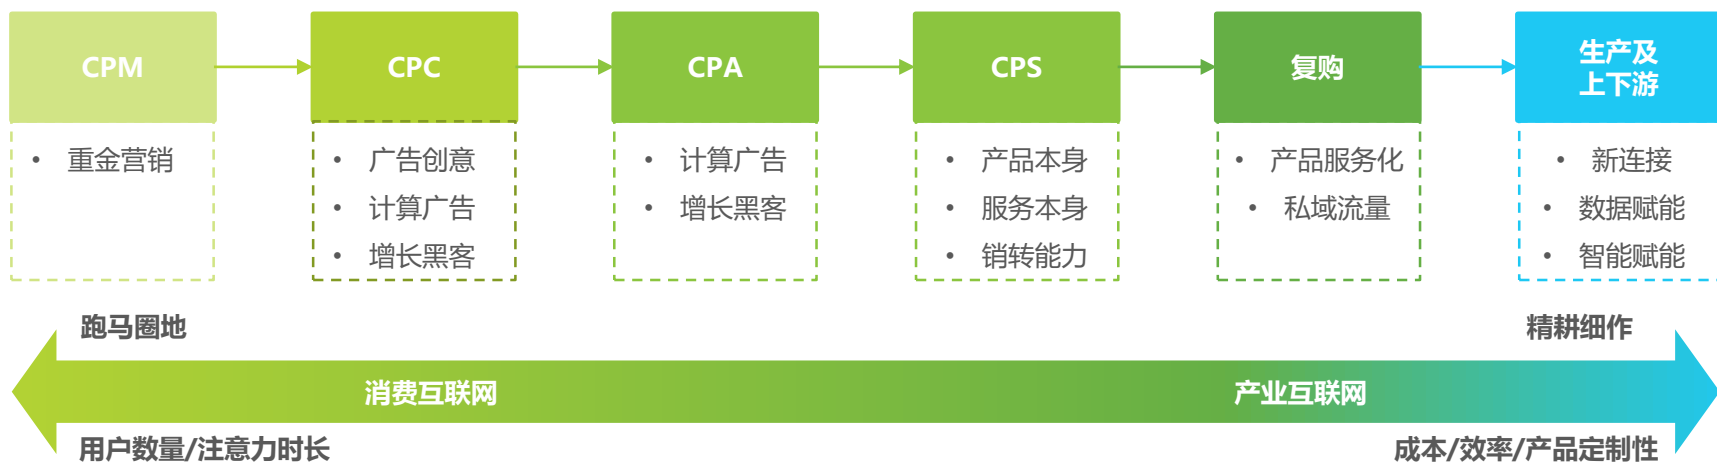 CPM
CPC
CPA
CPS
复购
生产及
上下游
• 重金营销
• 广告创意
• 计算广告
• 增长黑客
• 计算广告
• 增长黑客
• 产品本身
• 服务本身
• 销转能力
• 产品服务化
• 私域流量
• 新连接
• 数据赋能
• 智能赋能
跑马圈地
精耕细作
消费互联网
产业互联网
用户数量/注意力时长
成本/效率/产品定制性